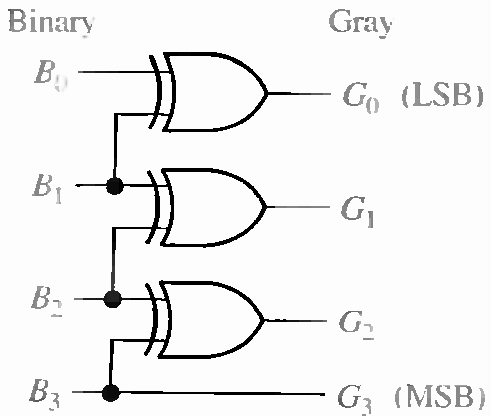 Binary Gray
B₀ G₀ (LSB)
B₁ G₁
B₂ G₂
B₃ G₃ (MSB)